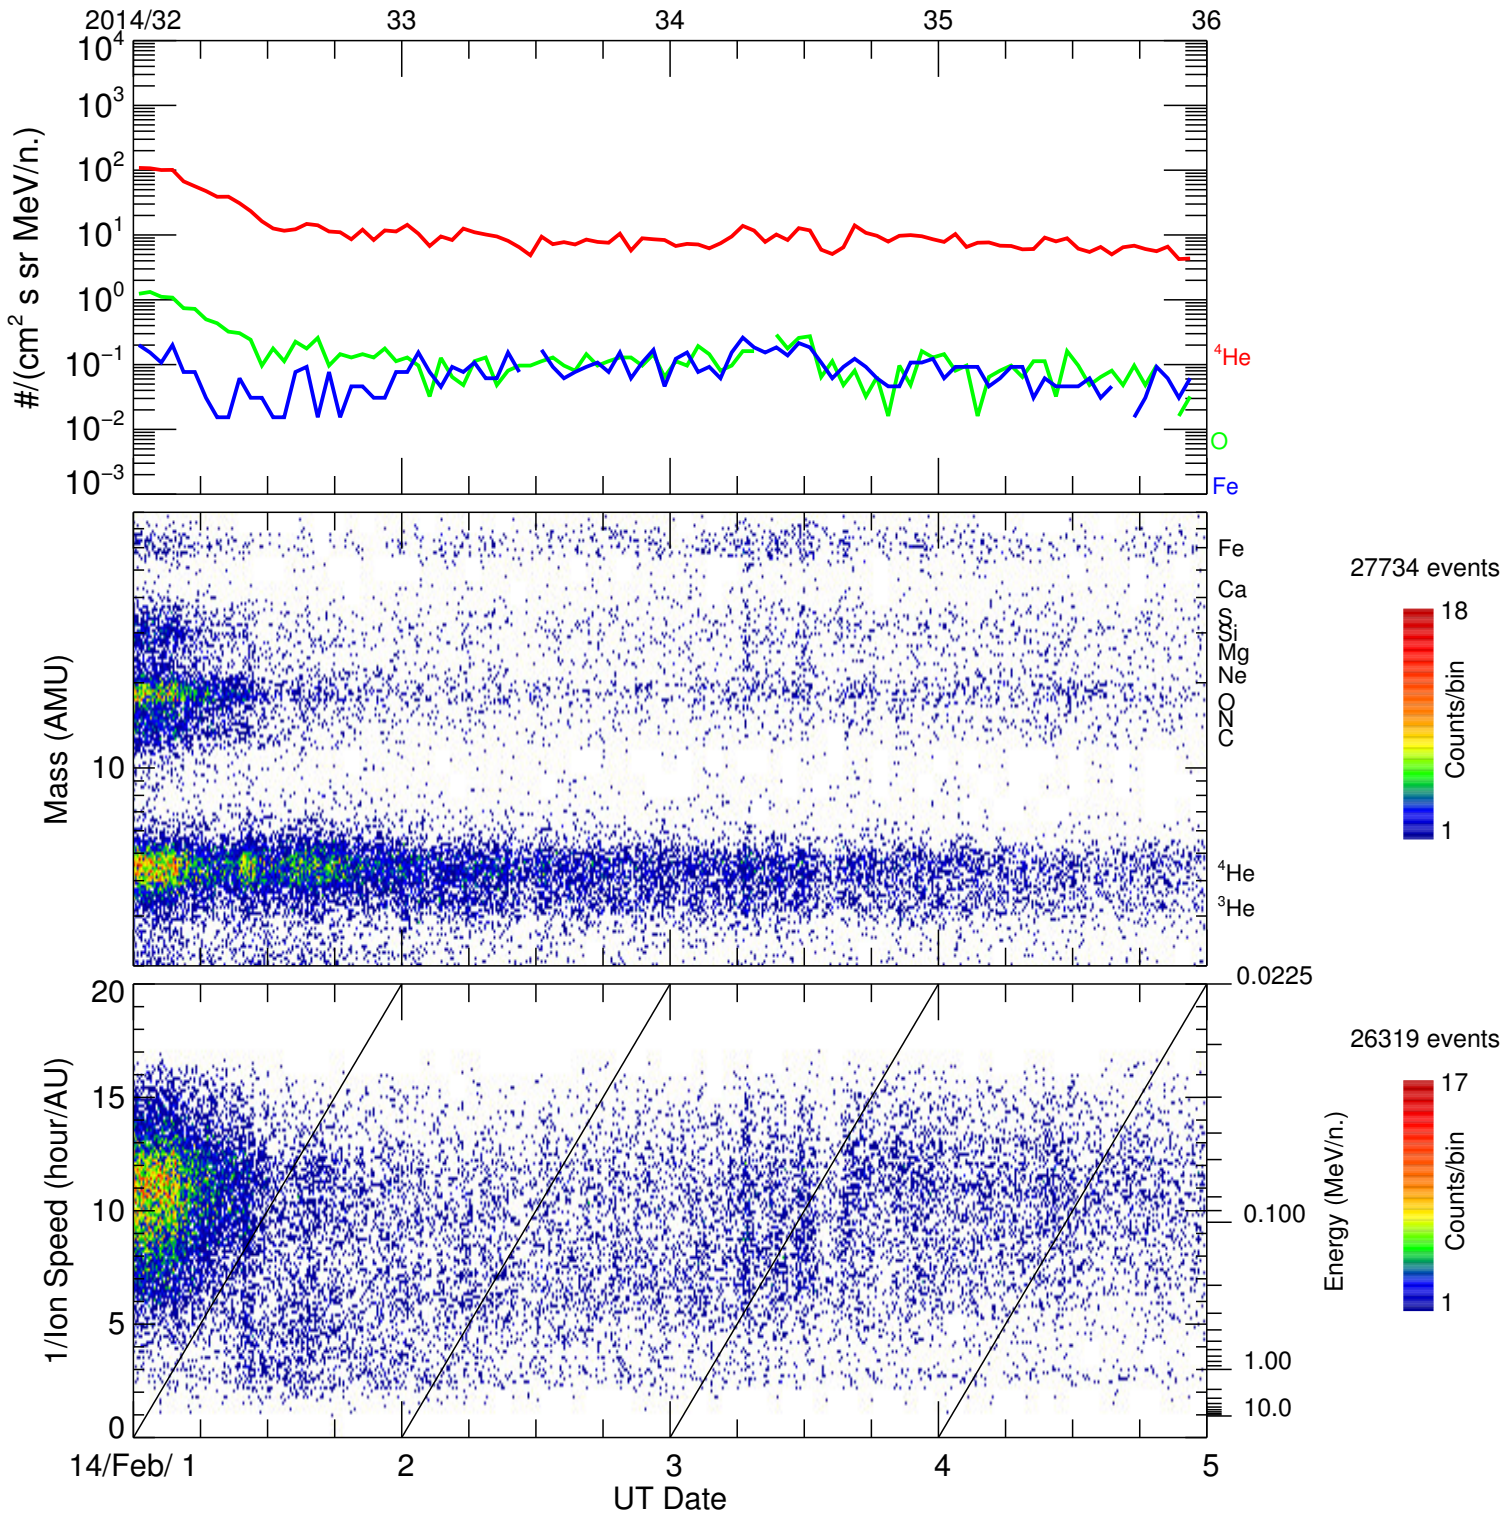 2014/32 33 34 35 36
10^4
10^3
10^2
10^1
10^0
10^−1
10^−2
10^−3
#/(cm^2 s sr MeV/n.)
^4He
O
Fe
Mass (AMU)
10
Fe
Ca
S
Si
Mg
Ne
O
N
C
^4He
^3He
27734 events
18
Counts/bin
1
1/Ion Speed (hour/AU)
20
15
10
5
0
0.0225
0.100
1.00
10.0
Energy (MeV/n.)
26319 events
17
Counts/bin
1
14/Feb/ 1 2 3 4 5
UT Date